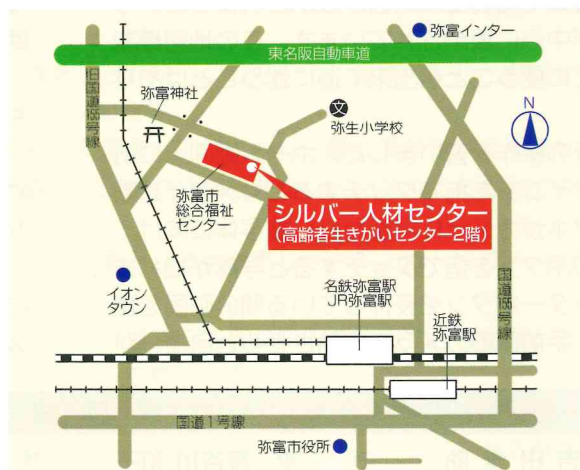 弥富インター
東名阪自動車道
旧国道155号線
弥富神社
文
弥生小学校
N
弥富市
総合福祉
センター
シルバー人材センター
(高齢者生きがいセンター2階)
イオン
タウン
名鉄弥富駅
JR弥富駅
近鉄
弥富駅
国道155号線
国道1号線
弥富市役所